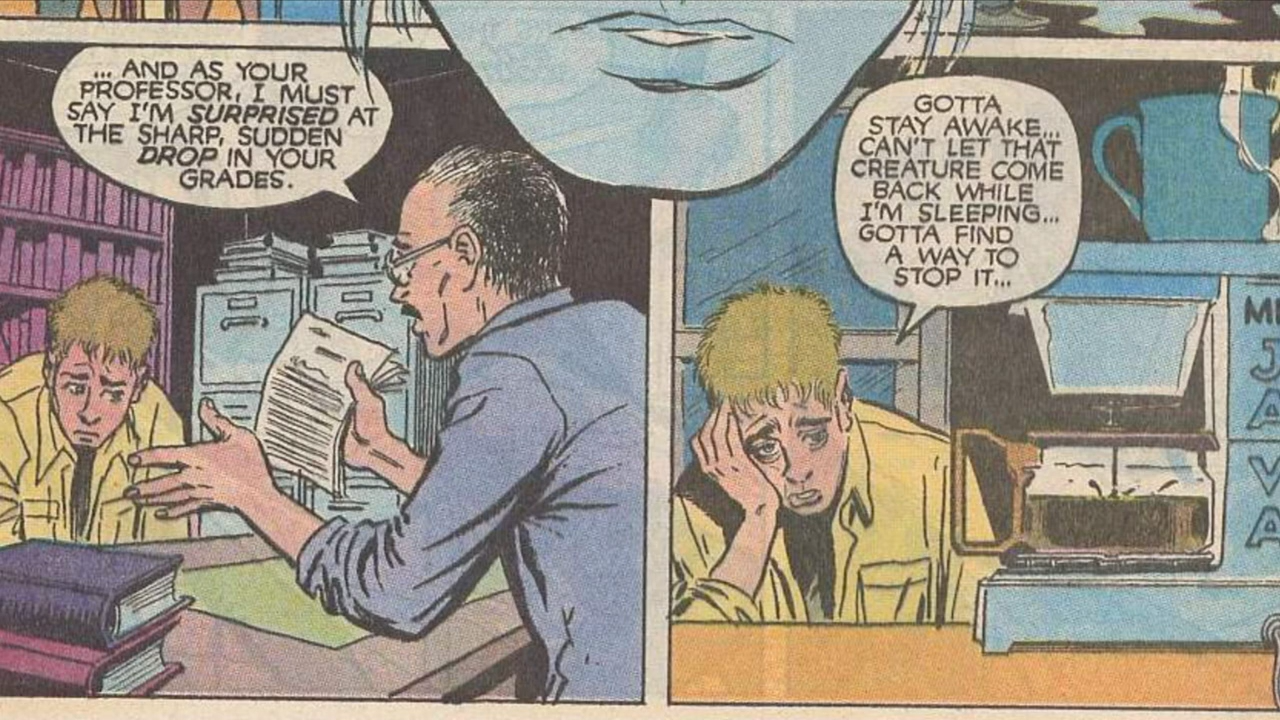 ... AND AS YOUR
PROFESSOR, I MUST
SAY I'M SURPRISED AT
THE SHARP, SUDDEN
DROP IN YOUR
GRADES.
GOTTA
STAY AWAKE...
CAN'T LET THAT
CREATURE COME
BACK WHILE
I'M SLEEPING...
GOTTA FIND
A WAY TO
STOP IT...
J
A
V
A